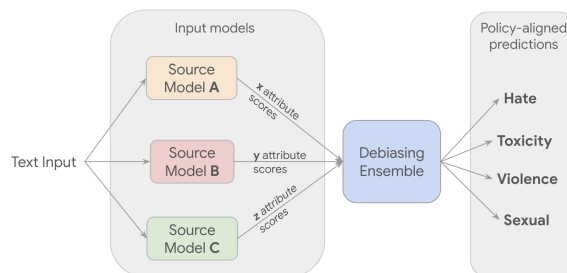 Input models
Policy-aligned
predictions
Source
Model A
x attribute
scores
Hate
Text Input
Source
Model B
y attribute
scores
Debiasing
Ensemble
Toxicity
Violence
Source
Model C
z attribute
scores
Sexual